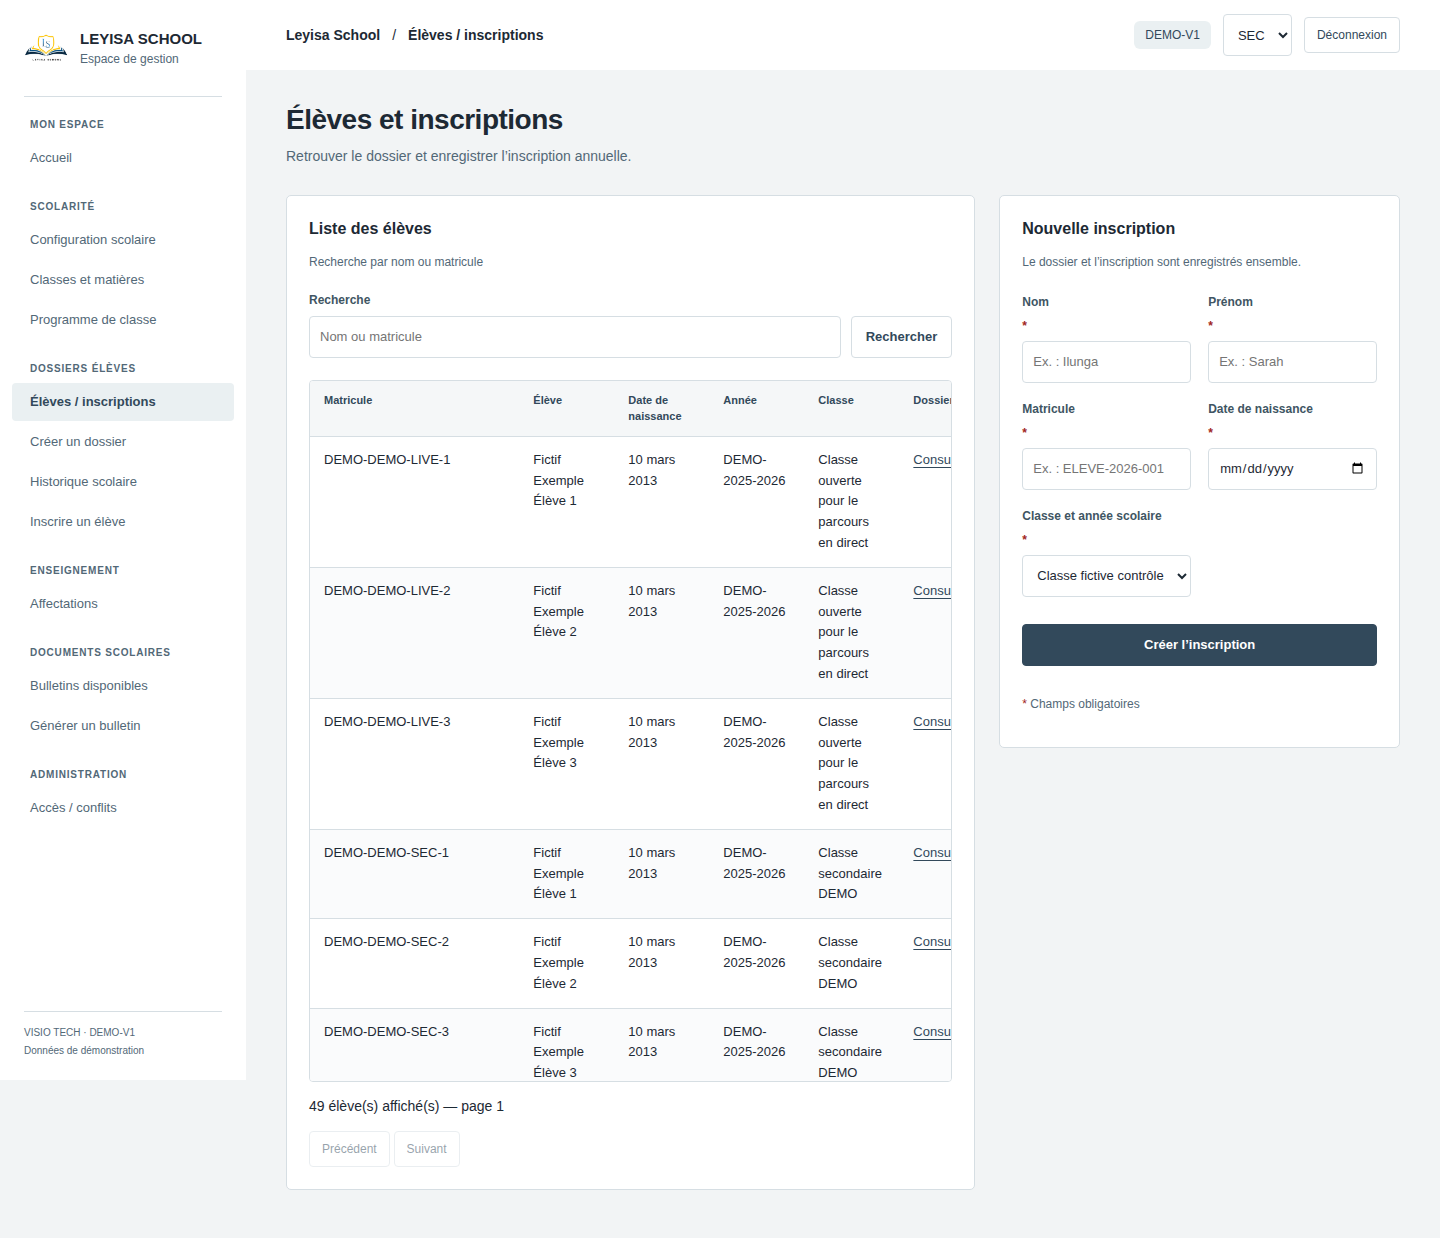 LEYISA SCHOOL
Espace de gestion
MON ESPACE
Accueil
SCOLARITÉ
Configuration scolaire
Classes et matières
Programme de classe
DOSSIERS ÉLÈVES
Élèves / inscriptions
Créer un dossier
Historique scolaire
Inscrire un élève
ENSEIGNEMENT
Affectations
DOCUMENTS SCOLAIRES
Bulletins disponibles
Générer un bulletin
ADMINISTRATION
Accès / conflits
VISIO TECH · DEMO-V1
Données de démonstration
Leyisa School / Élèves / inscriptions
DEMO-V1 SEC Déconnexion
Élèves et inscriptions
Retrouver le dossier et enregistrer l’inscription annuelle.
Liste des élèves
Recherche par nom ou matricule
Recherche
Nom ou matricule Rechercher
Matricule Élève Date de naissance Année Classe Dossier
DEMO-DEMO-LIVE-1 Fictif Exemple Élève 1 10 mars 2013 DEMO-2025-2026 Classe ouverte pour le parcours en direct Consu
DEMO-DEMO-LIVE-2 Fictif Exemple Élève 2 10 mars 2013 DEMO-2025-2026 Classe ouverte pour le parcours en direct Consu
DEMO-DEMO-LIVE-3 Fictif Exemple Élève 3 10 mars 2013 DEMO-2025-2026 Classe ouverte pour le parcours en direct Consu
DEMO-DEMO-SEC-1 Fictif Exemple Élève 1 10 mars 2013 DEMO-2025-2026 Classe secondaire DEMO Consu
DEMO-DEMO-SEC-2 Fictif Exemple Élève 2 10 mars 2013 DEMO-2025-2026 Classe secondaire DEMO Consu
DEMO-DEMO-SEC-3 Fictif Exemple Élève 3 10 mars 2013 DEMO-2025-2026 Classe secondaire DEMO Consu
49 élève(s) affiché(s) — page 1
Précédent Suivant
Nouvelle inscription
Le dossier et l’inscription sont enregistrés ensemble.
Nom * Prénom *
Ex. : Ilunga Ex. : Sarah
Matricule * Date de naissance *
Ex. : ELEVE-2026-001 mm/dd/yyyy
Classe et année scolaire
*
Classe fictive contrôle
Créer l’inscription
* Champs obligatoires